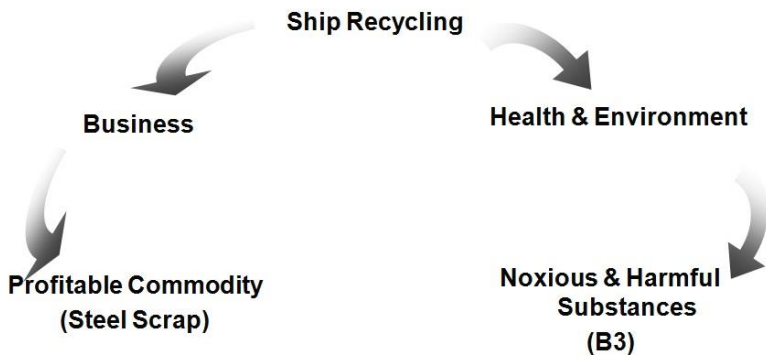 Ship Recycling
Business
Health & Environment
Profitable Commodity
(Steel Scrap)
Noxious & Harmful
Substances
(B3)